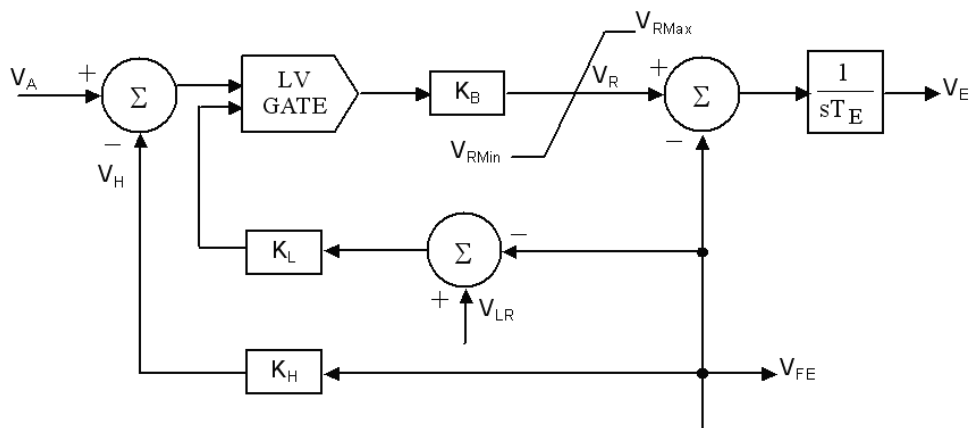 V_RMax
V_A
+
Σ
−
V_H
LV
GATE
K_B
V_R
V_RMin
+
Σ
−
1
sT_E
V_E
K_L
Σ
−
+
V_LR
K_H
V_FE